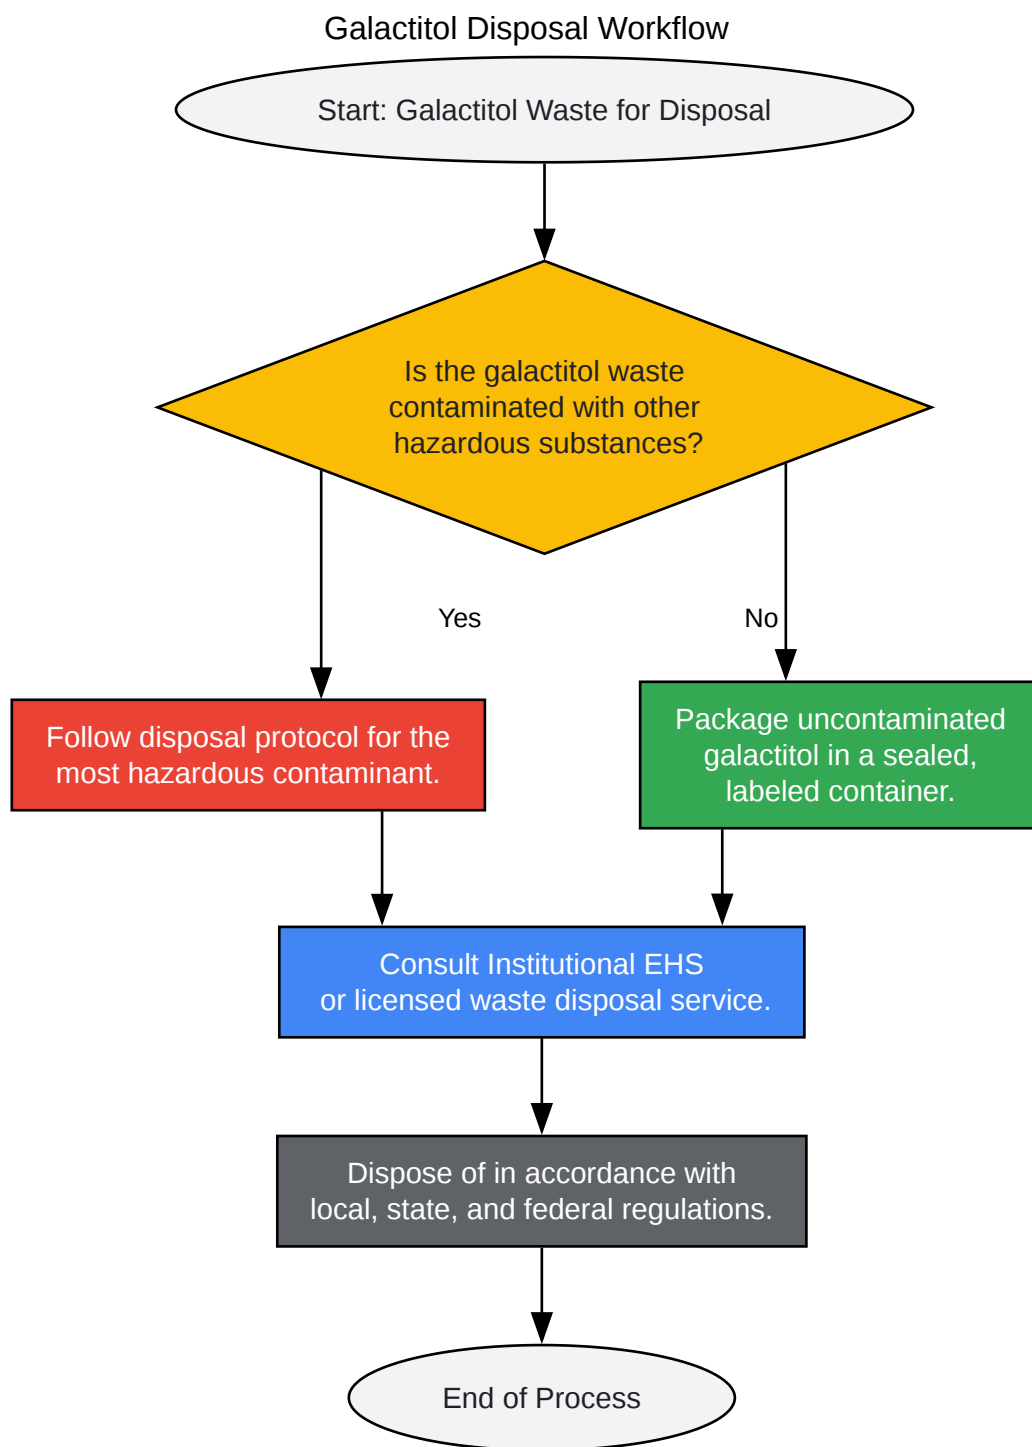 Galactitol Disposal Workflow
Start: Galactitol Waste for Disposal
Is the galactitol waste
contaminated with other
hazardous substances?
Yes
No
Follow disposal protocol for the
most hazardous contaminant.
Package uncontaminated
galactitol in a sealed,
labeled container.
Consult Institutional EHS
or licensed waste disposal service.
Dispose of in accordance with
local, state, and federal regulations.
End of Process